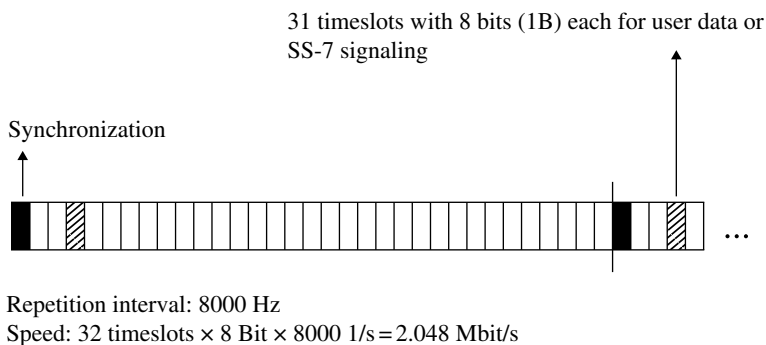 31 timeslots with 8 bits (1B) each for user data or
SS-7 signaling
Synchronization
...
Repetition interval: 8000 Hz
Speed: 32 timeslots × 8 Bit × 8000 1/s = 2.048 Mbit/s